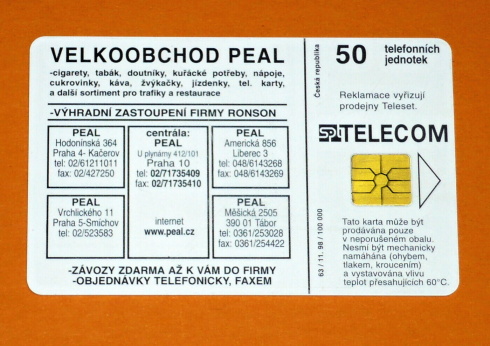 VELKOOBCHOD PEAL
-cigarety, tabák, doutníky, kuřácké potřeby, nápoje,
cukrovinky, káva, žvýkačky, jízdenky, tel. karty,
a další sortiment pro trafiky a restaurace
-VÝHRADNÍ ZASTOUPENÍ FIRMY RONSON
PEAL
Hodonínská 364
Praha 4- Kačerov
tel: 02/61211011
fax: 02/427250
centrála:
PEAL
U plynárny 412/101
Praha 10
tel: 02/71735409
fax: 02/71735410
PEAL
Americká 856
Liberec 3
tel: 048/6143268
fax: 048/6143269
PEAL
Vrchlického 11
Praha 5-Smíchov
tel: 02/523583
internet
www.peal.cz
PEAL
Měšická 2505
390 01 Tábor
tel: 0361/253028
fax: 0361/254422
-ZÁVOZY ZDARMA AŽ K VÁM DO FIRMY
-OBJEDNÁVKY TELEFONICKY, FAXEM
Česká republika
63 / 11. 98 / 100 000
50 telefonních
jednotek
Reklamace vyřizují
prodejny Teleset.
SPT TELECOM
Tato karta může být
prodávána pouze
v neporušeném obalu.
Nesmí být mechanicky
namáhána (ohybem,
tlakem, kroucením)
a vystavována vlivu
teplot přesahujících 60°C.